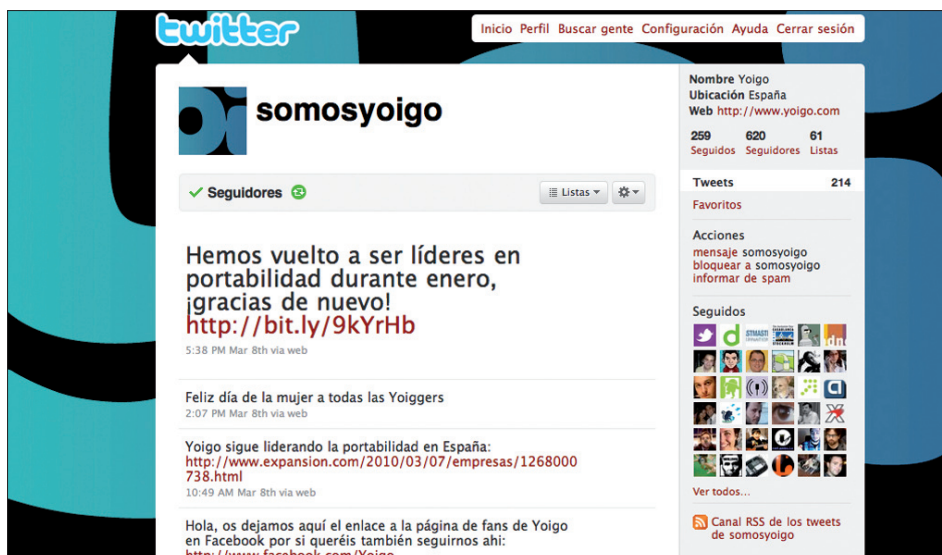 twitter
Inicio Perfil Buscar gente Configuración Ayuda Cerrar sesión
somosyoigo
Seguidores
Listas
Hemos vuelto a ser líderes en
portabilidad durante enero,
¡gracias de nuevo!
http://bit.ly/9kYrHb
5:38 PM Mar 8th via web
Feliz día de la mujer a todas las Yoiggers
2:07 PM Mar 8th via web
Yoigo sigue liderando la portabilidad en España:
http://www.expansion.com/2010/03/07/empresas/1268000
738.html
10:49 AM Mar 8th via web
Hola, os dejamos aquí el enlace a la página de fans de Yoigo
en Facebook por si queréis también seguirnos ahi:
http://www.facebook.com/Yoigo
Nombre Yoigo
Ubicación España
Web http://www.yoigo.com
259 620 61
Seguidos Seguidores Listas
Tweets 214
Favoritos
Acciones
mensaje somosyoigo
bloquear a somosyoigo
informar de spam
Seguidos
Ver todos...
Canal RSS de los tweets
de somosyoigo